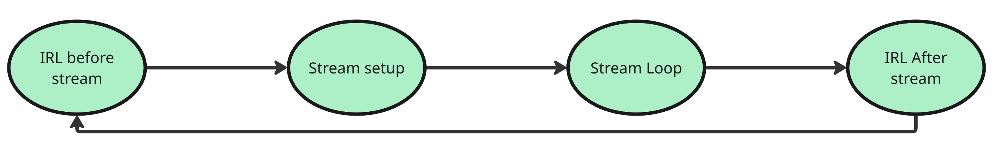 IRL before
stream
Stream setup
Stream Loop
IRL After
stream